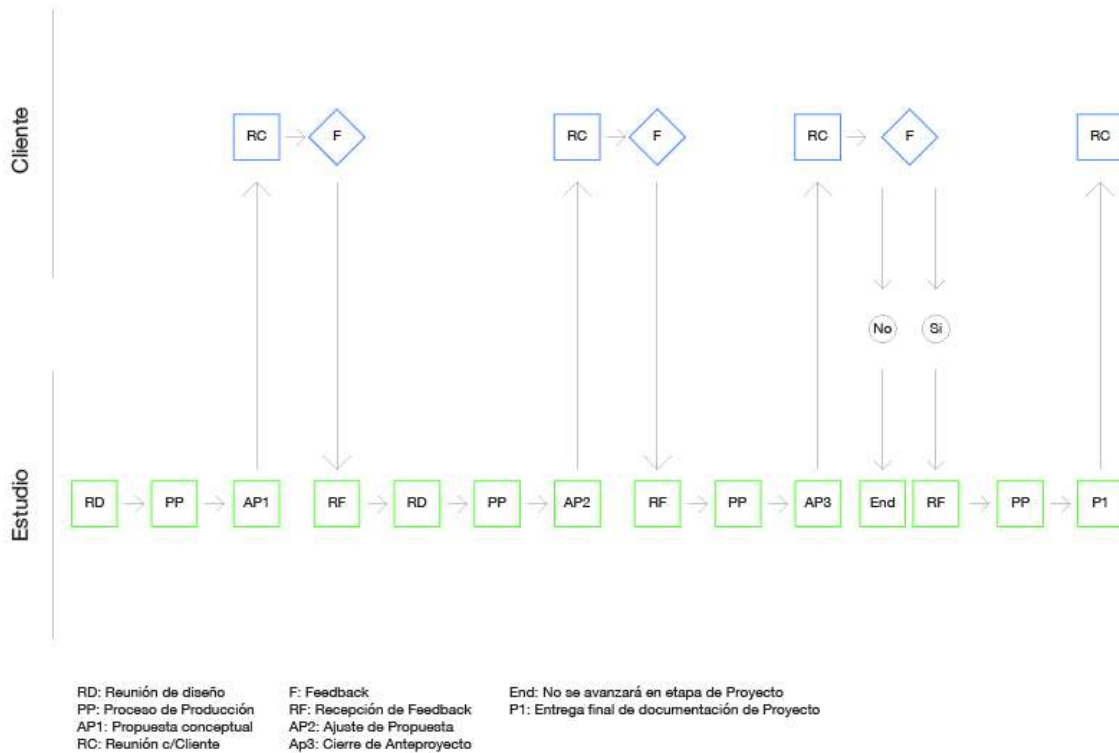 Cliente
RC
F
RC
F
RC
F
RC
No
Si
Estudio
RD
PP
AP1
RF
RD
PP
AP2
RF
PP
AP3
End
RF
PP
P1
RD: Reunión de diseño
PP: Proceso de Producción
AP1: Propuesta conceptual
RC: Reunión c/Cliente
F: Feedback
RF: Recepción de Feedback
AP2: Ajuste de Propuesta
Ap3: Cierre de Anteproyecto
End: No se avanzará en etapa de Proyecto
P1: Entrega final de documentación de Proyecto